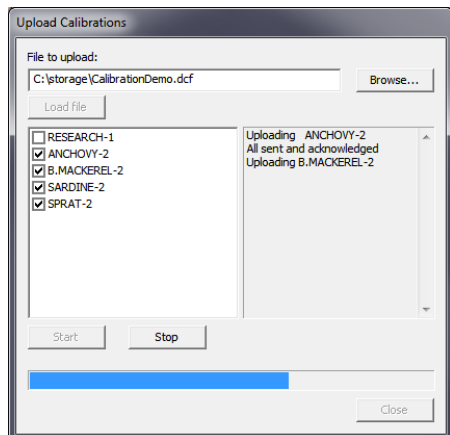 Upload Calibrations
File to upload:
C:\storage\CalibrationDemo.dcf
Browse...
Load file
RESEARCH-1
ANCHOVY-2
B.MACKEREL-2
SARDINE-2
SPRAT-2
Uploading ANCHOVY-2
All sent and acknowledged
Uploading B.MACKEREL-2
Start
Stop
Close